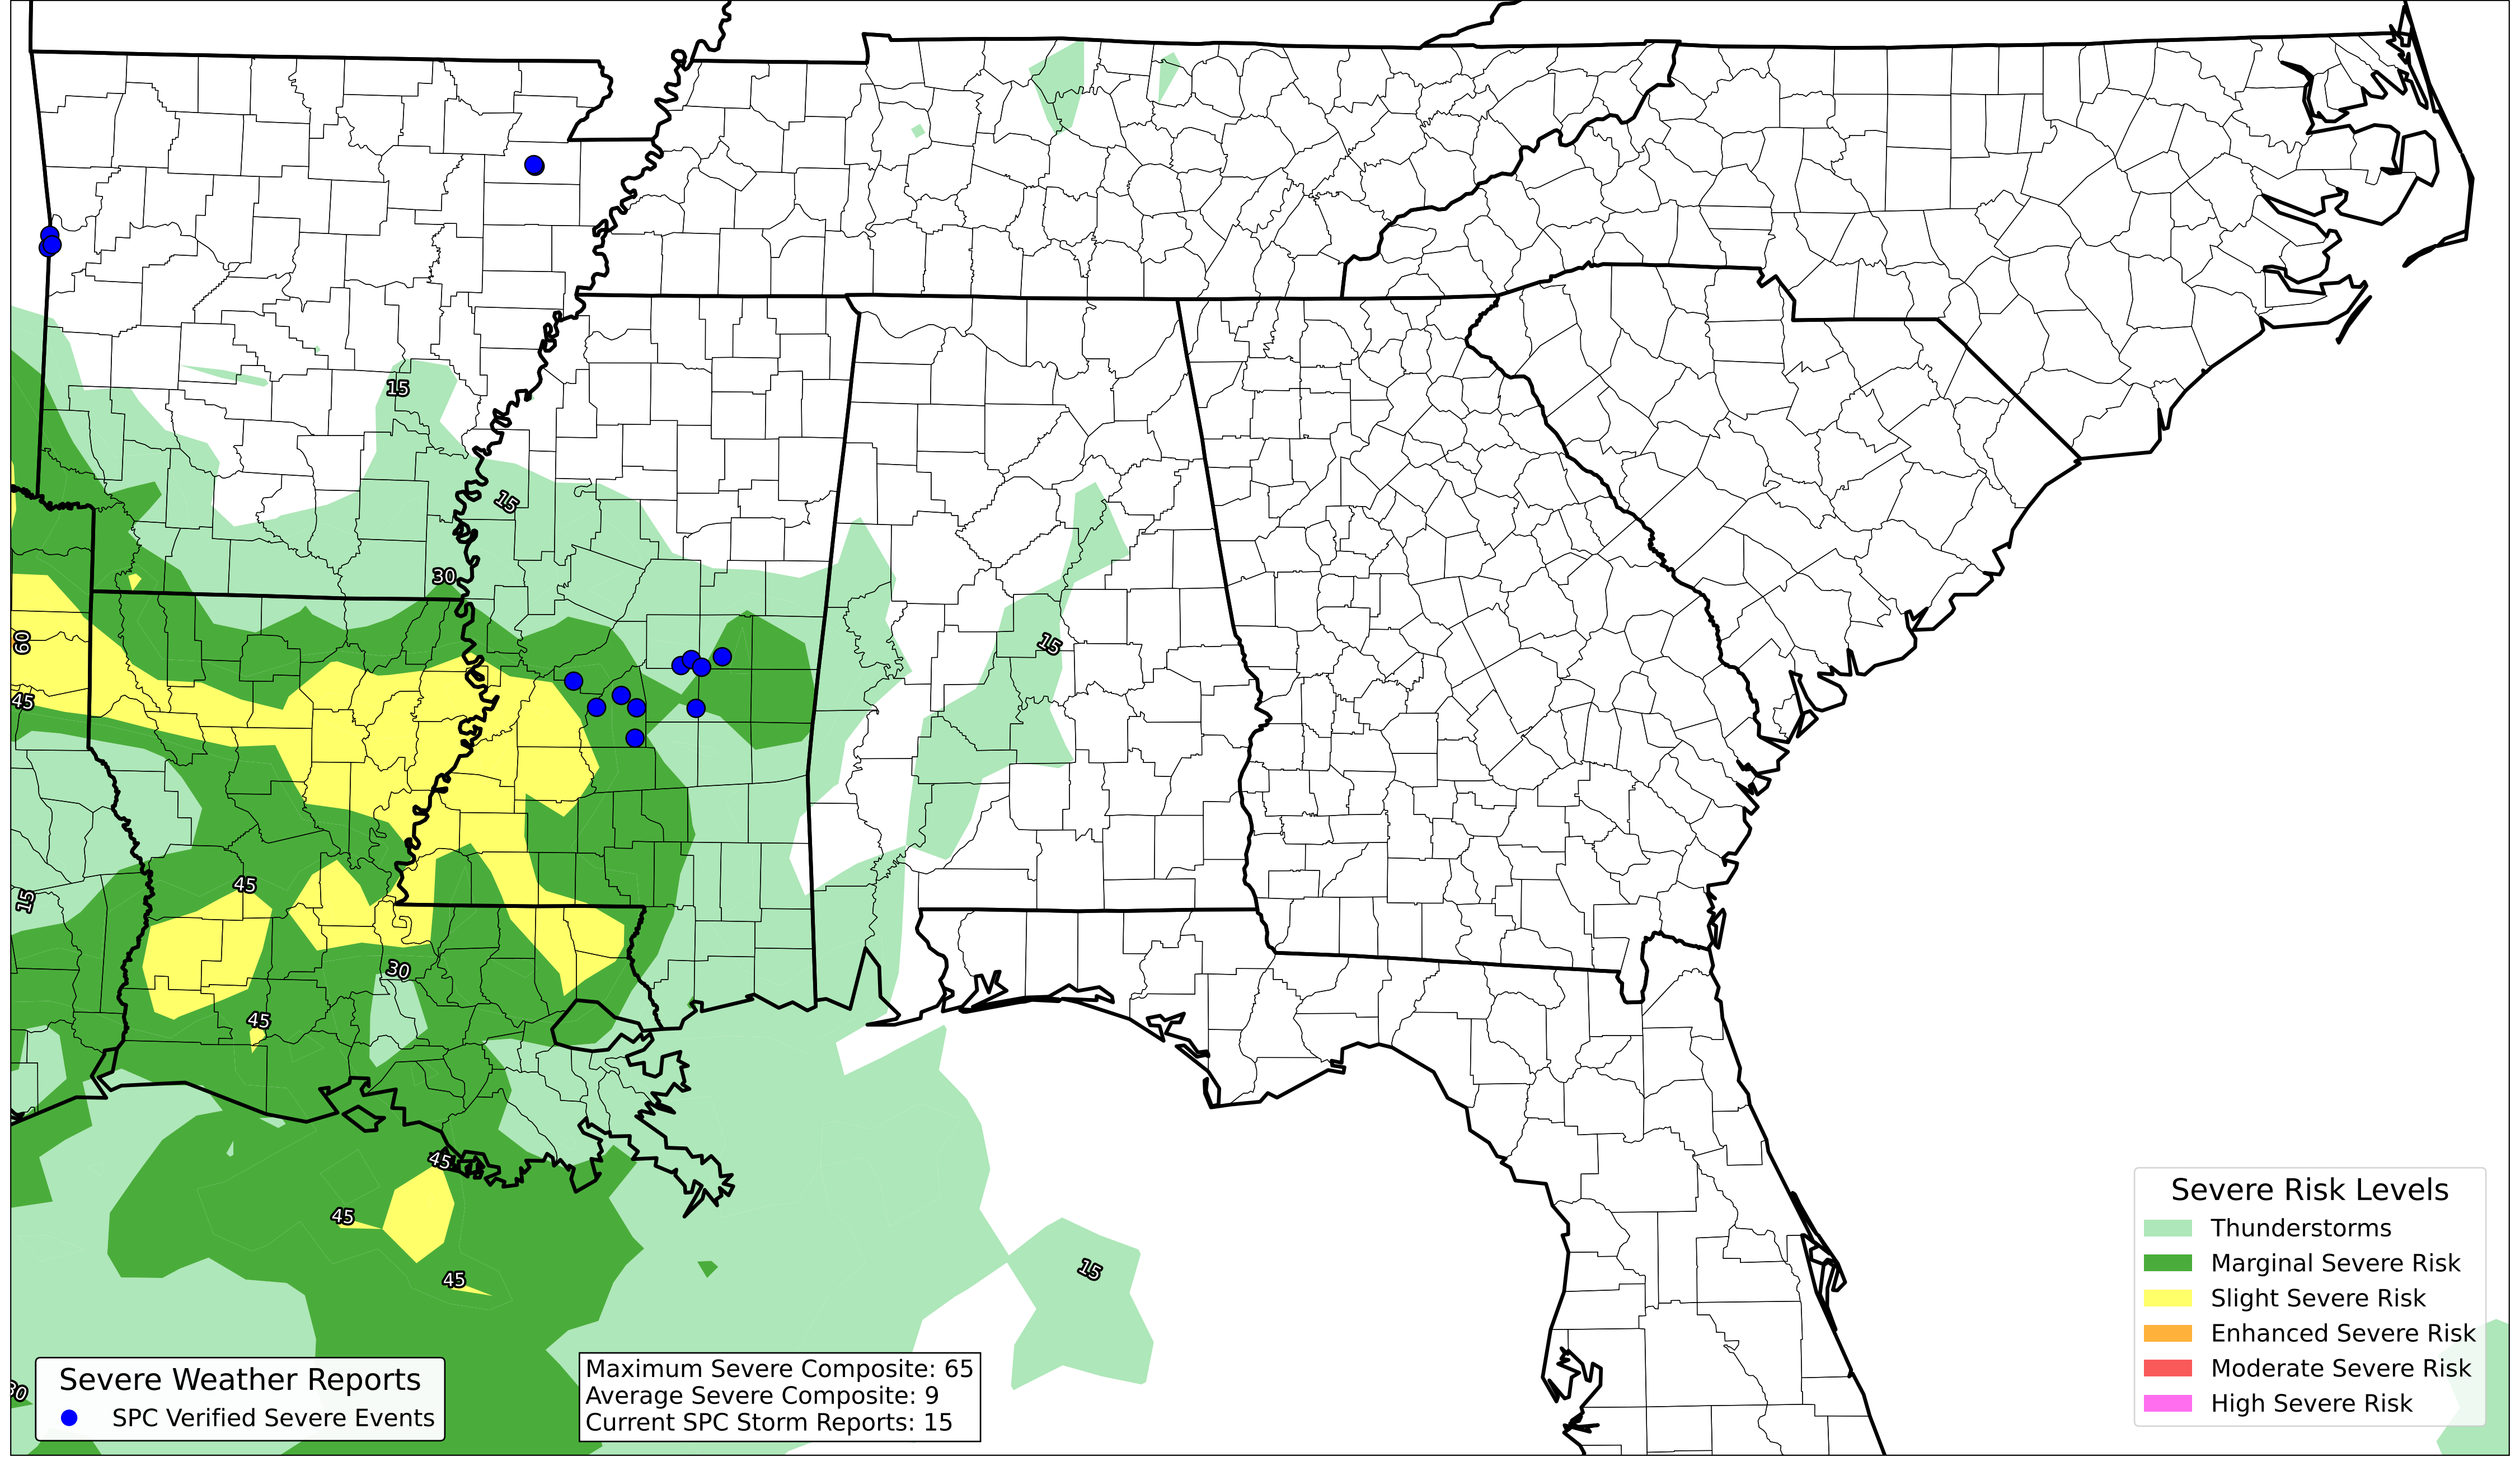 15
15
30
60
15
45
45
15
30
45
45
45
15
45
30
Severe Risk Levels
Thunderstorms
Marginal Severe Risk
Slight Severe Risk
Enhanced Severe Risk
Moderate Severe Risk
High Severe Risk
Severe Weather Reports
SPC Verified Severe Events
Maximum Severe Composite: 65
Average Severe Composite: 9
Current SPC Storm Reports: 15